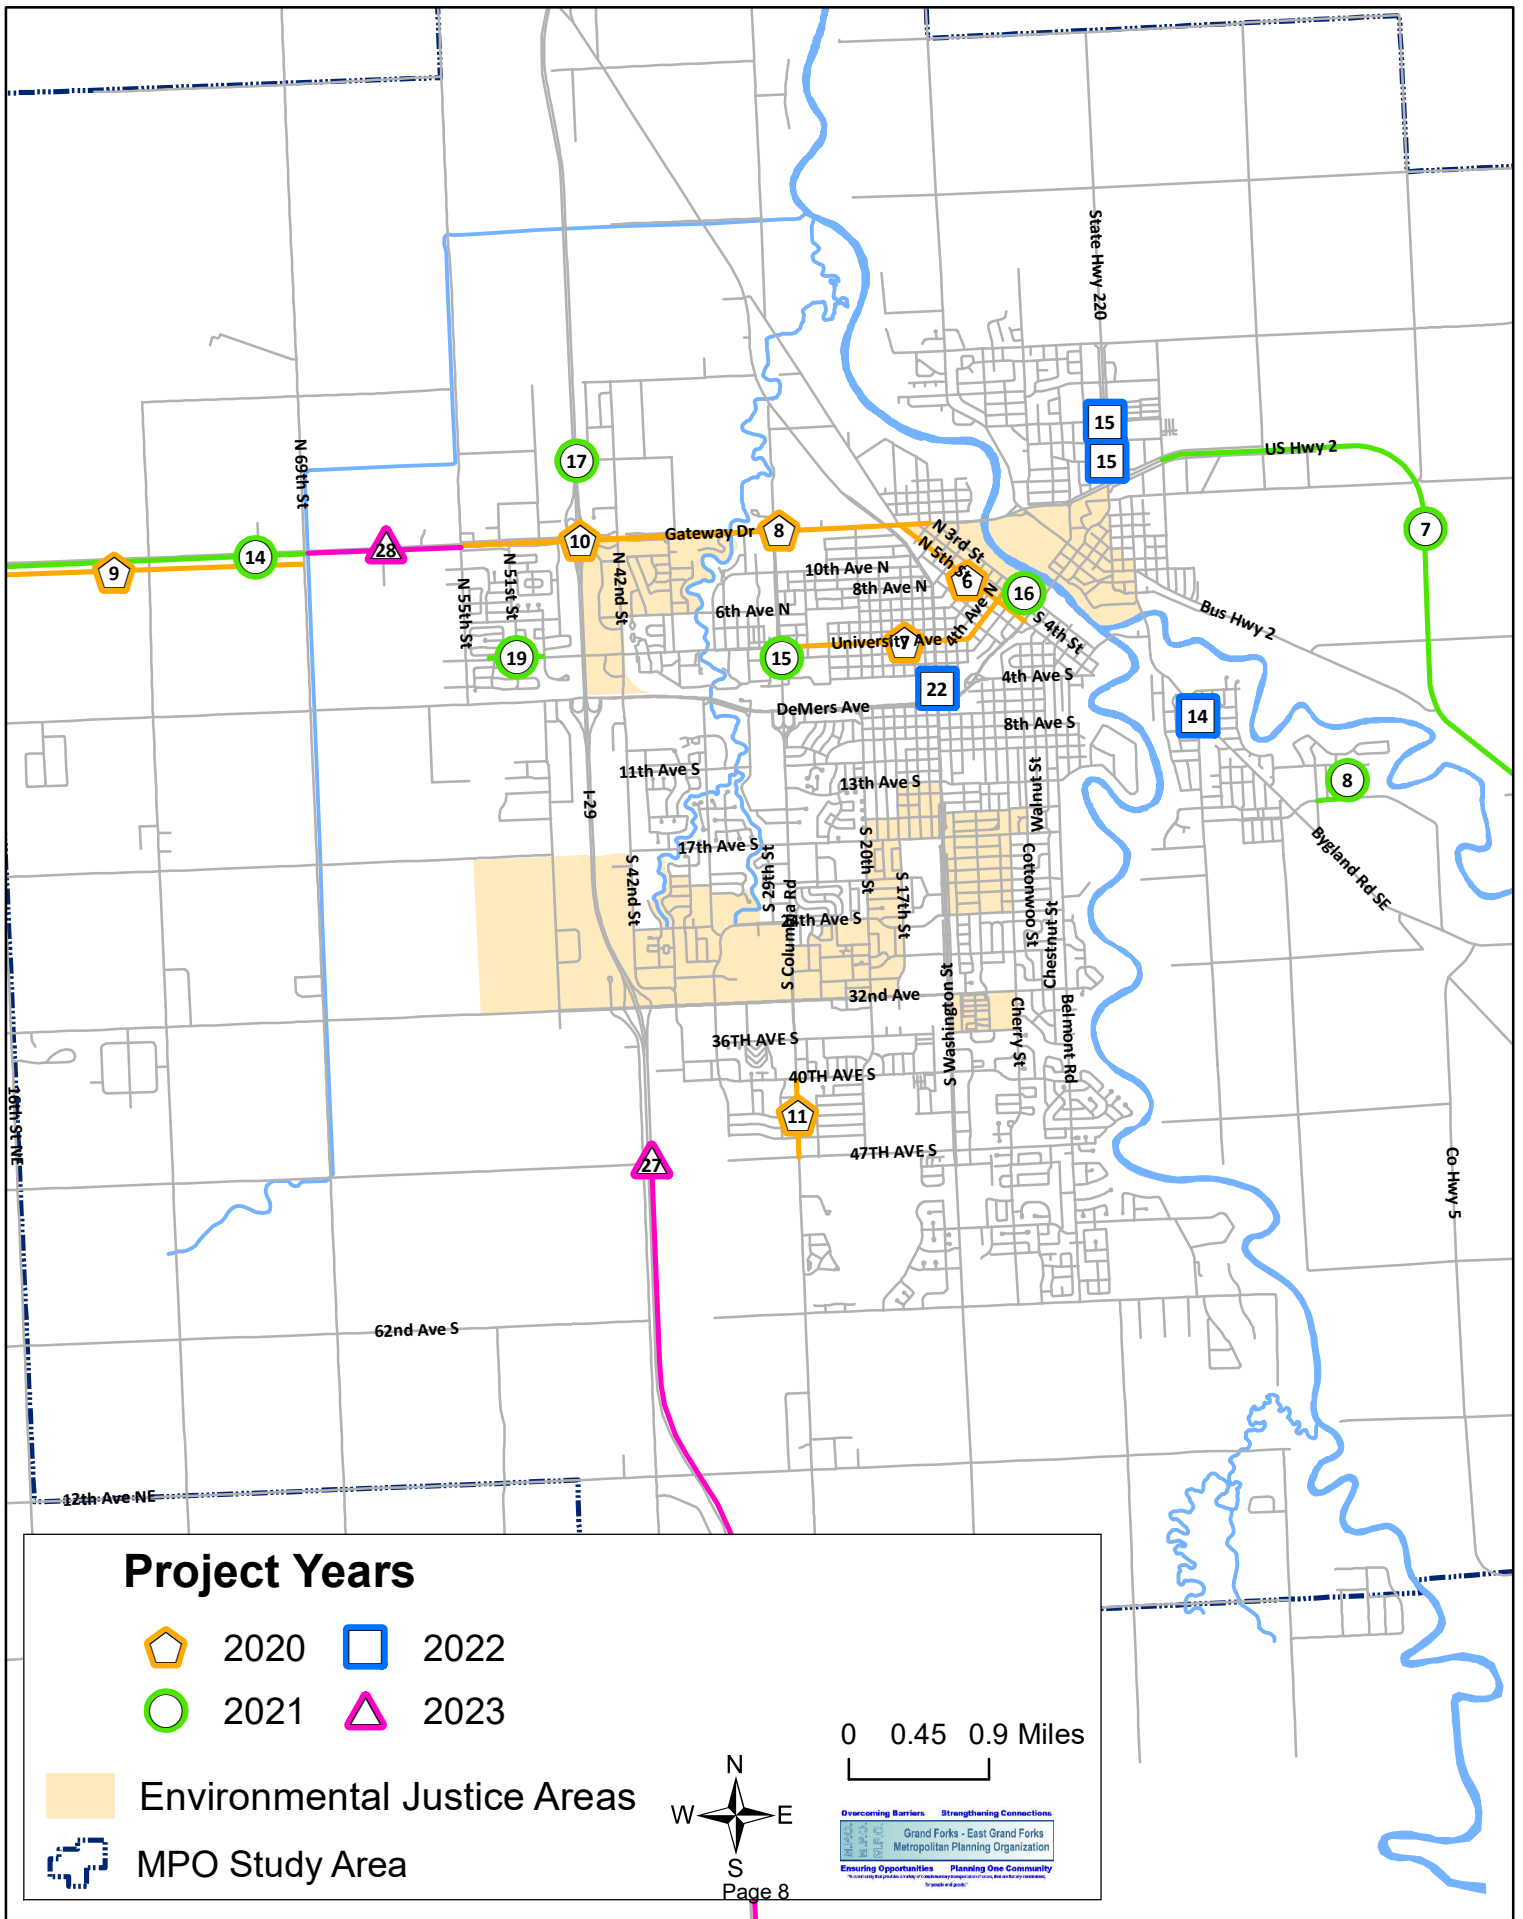 State Hwy 220
15
15
US Hwy 2
N 69th St
17
7
Gateway Dr
8
10
N 3rd St
N 5th St
28
14
9
10th Ave N
8th Ave N
6
16
N 42nd St
N 51st St
N 55th St
6th Ave N
4th Ave N
S 4th St
Bus Hwy 2
University Ave
7
19
15
4th Ave S
22
DeMers Ave
8th Ave S
14
11th Ave S
13th Ave S
Walnut St
8
I-29
17th Ave S
S 29th St
S 20th St
S 42nd St
Cottonwoo St
Bygland Rd SE
S 17th St
24th Ave S
S Columbia Rd
Chestnut St
32nd Ave
S Washington St
Cherry St
Belmont Rd
36TH AVE S
40TH AVE S
11
16th St NE
47TH AVE S
27
Co Hwy 5
62nd Ave S
12th Ave NE
Project Years
2020
2022
2021
2023
0 0.45 0.9 Miles
Environmental Justice Areas
MPO Study Area
N
W E
S
Page 8
Overcoming Barriers Strengthening Connections
M.P.O.
M.P.O.
M.P.O.
Grand Forks - East Grand Forks
Metropolitan Planning Organization
Ensuring Opportunities Planning One Community